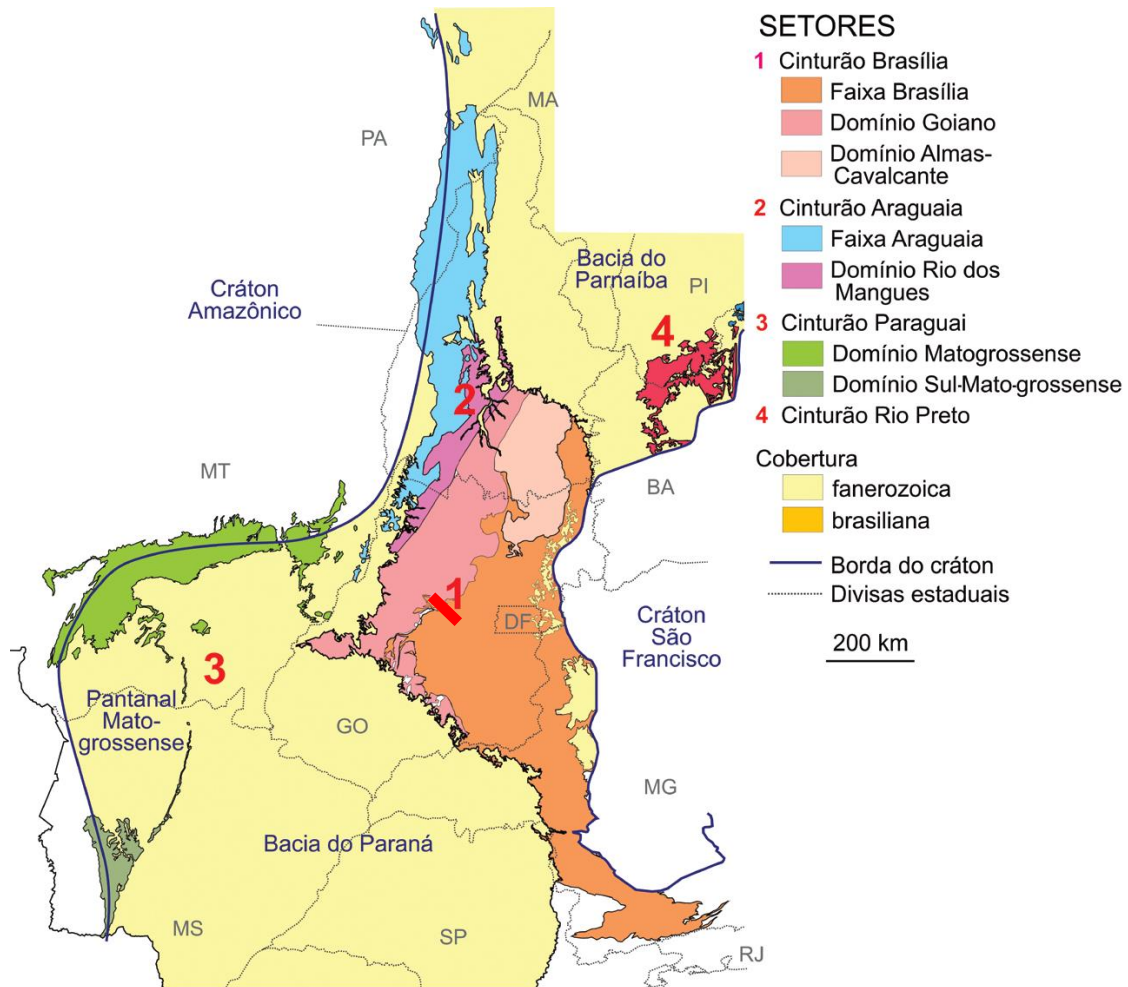 SETORES
1 Cinturão Brasília
Faixa Brasília
Domínio Goiano
Domínio Almas-
Cavalcante
2 Cinturão Araguaia
Faixa Araguaia
Domínio Rio dos
Mangues
3 Cinturão Paraguai
Domínio Matogrossense
Domínio Sul-Mato-grossense
4 Cinturão Rio Preto
Cobertura
fanerozoica
brasiliana
Borda do cráton
Divisas estaduais
200 km
MA
PA
Bacia do
Parnaíba
PI
Cráton
Amazônico
4
2
MT
BA
1
DF
Cráton
São
Francisco
3
Pantanal
Mato-
grossense
GO
MG
Bacia do Paraná
MS
SP
RJ